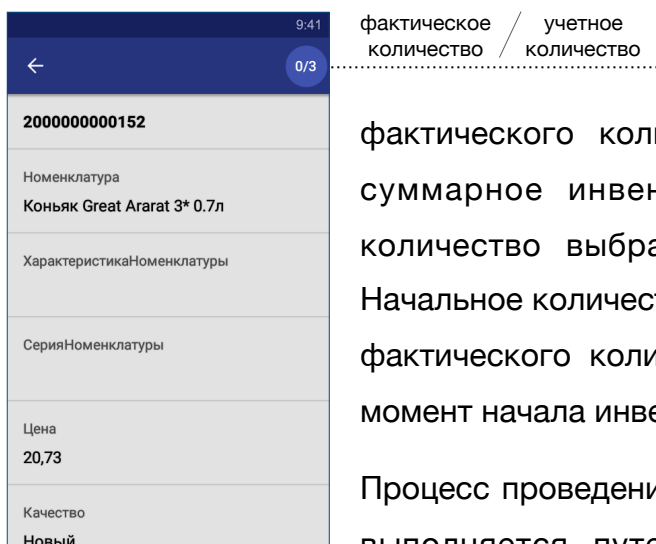 9:41
0/3
2000000000152
Номенклатура
Коньяк Great Ararat 3* 0.7л
ХарактеристикаНоменклатуры
СерияНоменклатуры
Цена
20,73
Качество
Новый
фактическое / учетное
количество / количество
фактического
суммарное
количество
Начальное
фактического
момент начала
Процесс
выполняется